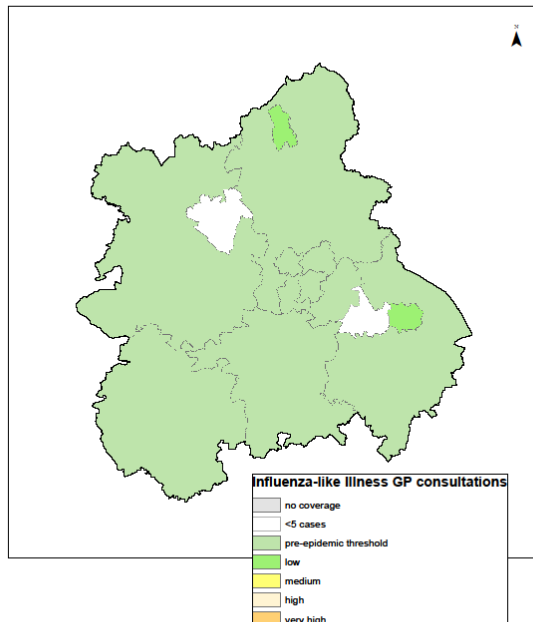 N
Influenza-like Illness GP consultations
no coverage
<5 cases
pre-epidemic threshold
low
medium
high
very high